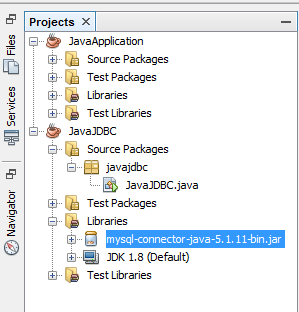 Projects
Files
Services
Navigator
JavaApplication
Source Packages
Test Packages
Libraries
Test Libraries
JavaJDBC
Source Packages
javajdbc
JavaJDBC.java
Test Packages
Libraries
mysql-connector-java-5.1.11-bin.jar
JDK 1.8 (Default)
Test Libraries